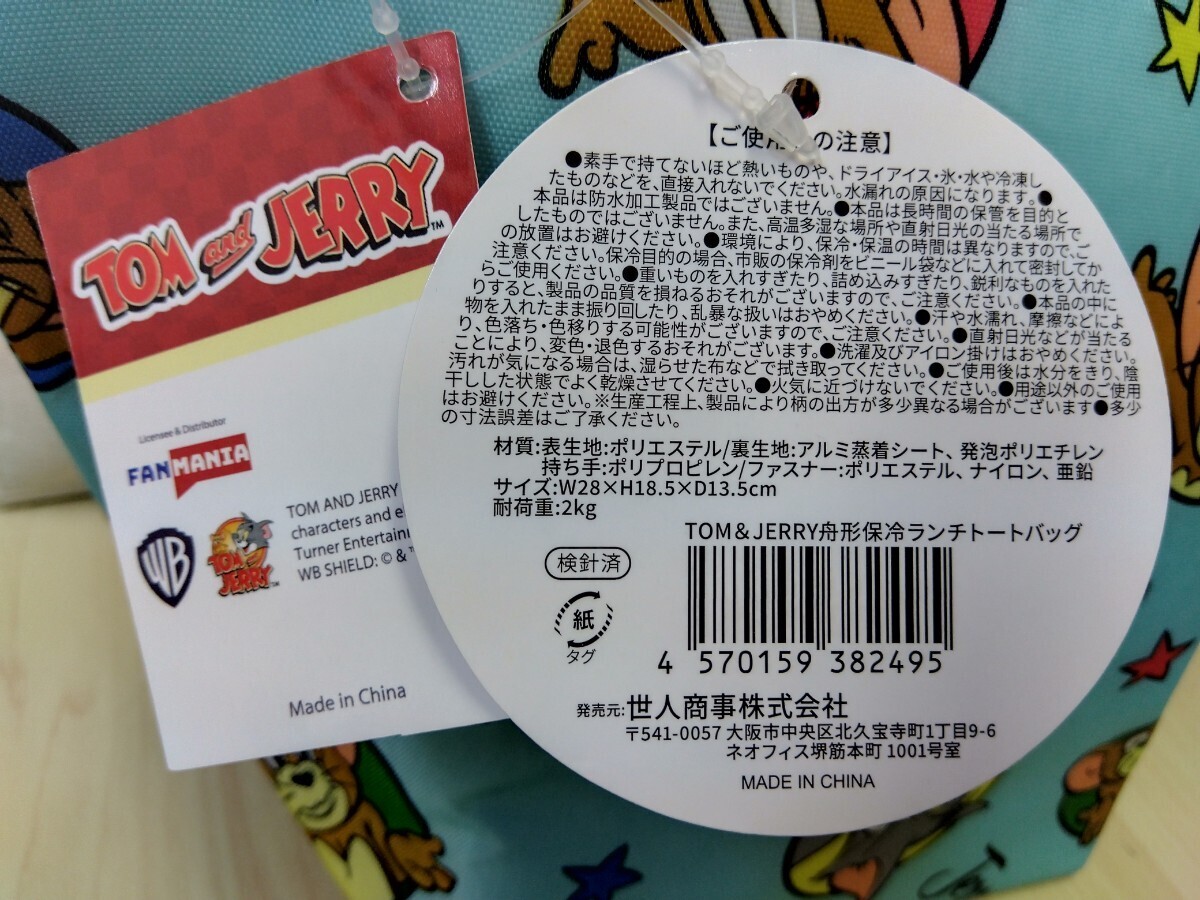 TOM and JERRY™
Licensee & Distributor
FANMANIA
WB
TOM and JERRY
TOM AND JERRY
characters and e
Turner Entertain
WB SHIELD: © & ™
Made in China
【ご使用 の注意】
●素手で持てないほど熱いものや、ドライアイス・氷・水や冷凍し
たものなどを、直接入れないでください。水漏れの原因になります。●
本品は防水加工製品ではございません。●本品は長時間の保管を目的と
したものではございません。また、高温多湿な場所や直射日光の当たる場所で
の放置はお避けください。●環境により、保冷・保温の時間は異なりますので、ご
注意ください。保冷目的の場合、市販の保冷剤をビニール袋などに入れて密封してか
らご使用ください。●重いものを入れすぎたり、詰め込みすぎたり、鋭利なものを入れた
りすると、製品の品質を損ねるおそれがございますので、ご注意ください。●本品の中に
物を入れたまま振り回したり、乱暴な扱いはおやめください。●汗や水濡れ、摩擦などによ
り、色落ち・色移りする可能性がございますので、ご注意ください。●直射日光などが当たる
ことにより、変色・退色するおそれがございます。●洗濯及びアイロン掛けはおやめください。
汚れが気になる場合は、湿らせた布などで拭き取ってください。●ご使用後は水分をきり、陰
干しした状態でよく乾燥させてください。●火気に近づけないでください。●用途以外のご使用
はお避けください。※生産工程上、製品により柄の出方が多少異なる場合がございます●多少
の寸法誤差はご了承ください。
材質:表生地:ポリエステル/裏生地:アルミ蒸着シート、発泡ポリエチレン
持ち手:ポリプロピレン/ファスナー:ポリエステル、ナイロン、亜鉛
サイズ:W28×H18.5×D13.5cm
耐荷重:2kg
TOM&JERRY舟形保冷ランチトートバッグ
検針済
紙
タグ
4 570159 382495
発売元:世人商事株式会社
〒541-0057 大阪市中央区北久宝寺町1丁目9-6
ネオフィス堺筋本町 1001号室
MADE IN CHINA